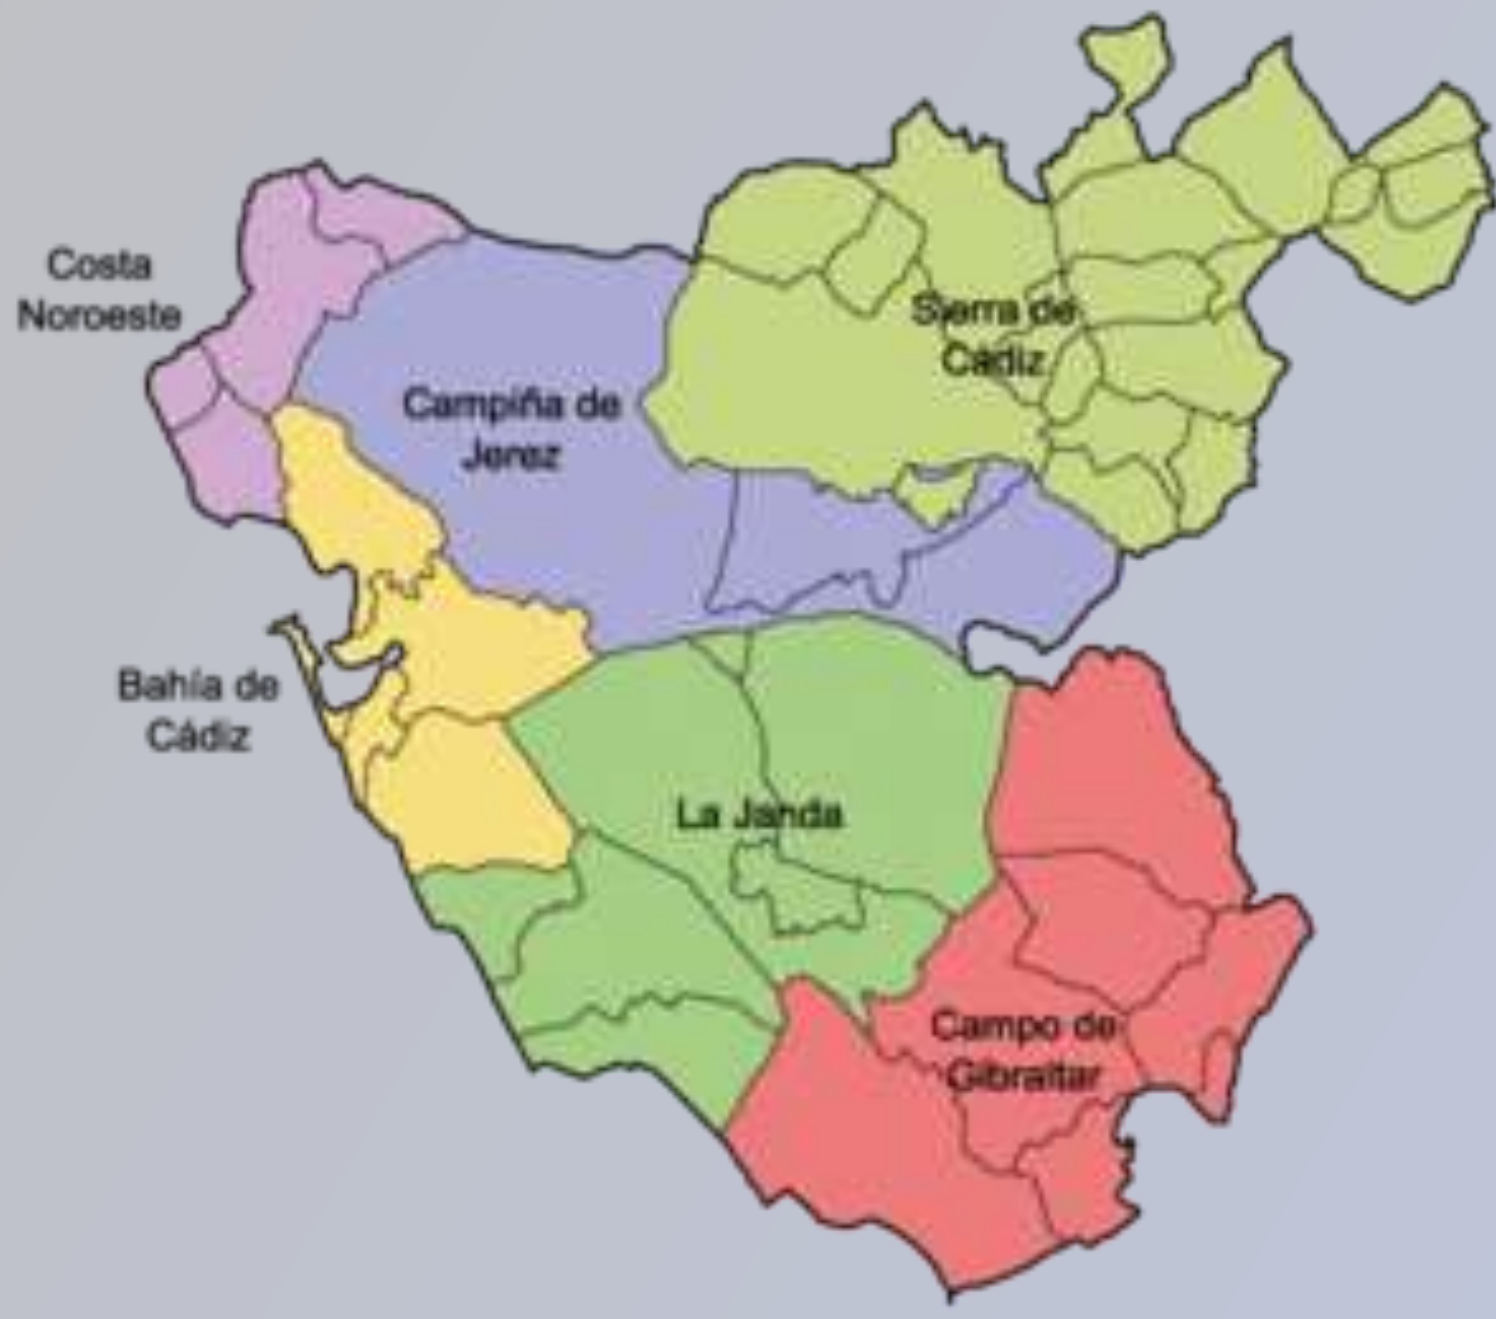 Costa
Noroeste
Sierra de
Cádiz
Campiña de
Jerez
Bahía de
Cádiz
La Janda
Campo de
Gibraltar